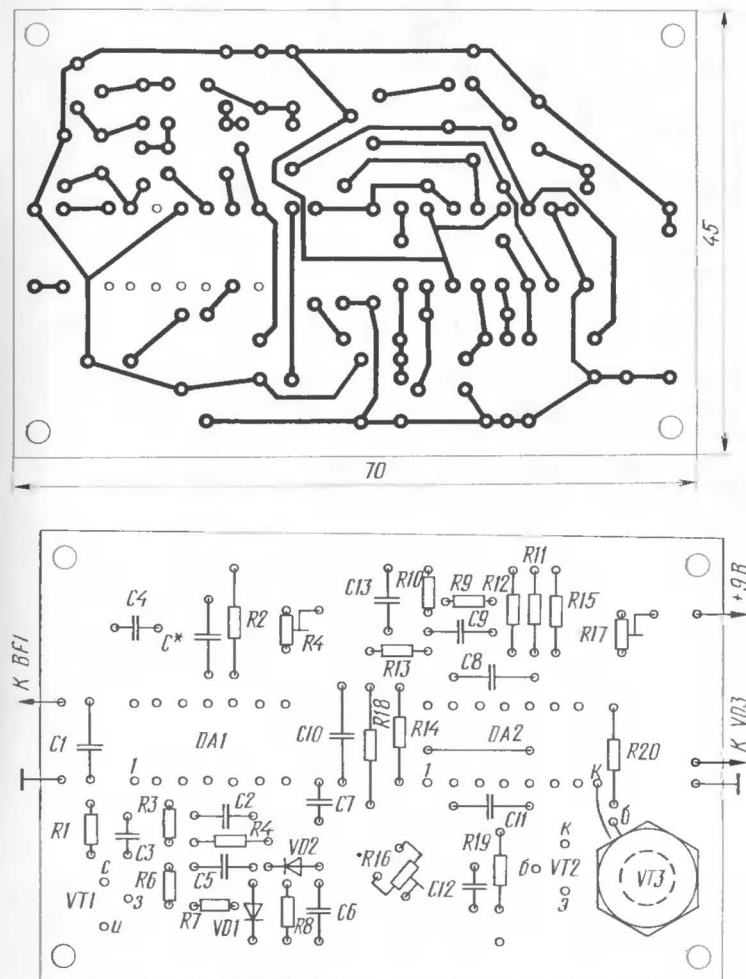 45
70
К BF1
+9В
К VD3
C4
C*
R2
R4
C13
R10
R9
R12
R11
R15
R17
C9
R13
C8
C1
DA1
C10
R18
R14
DA2
R20
1
1
К
б
R1
C3
R3
C2
R4
C7
C11
VD2
C5
R6
R7
VD1
R8
C6
•R16
C12
R19
с
VT1
з
и
к
б
VT2
э
VT3